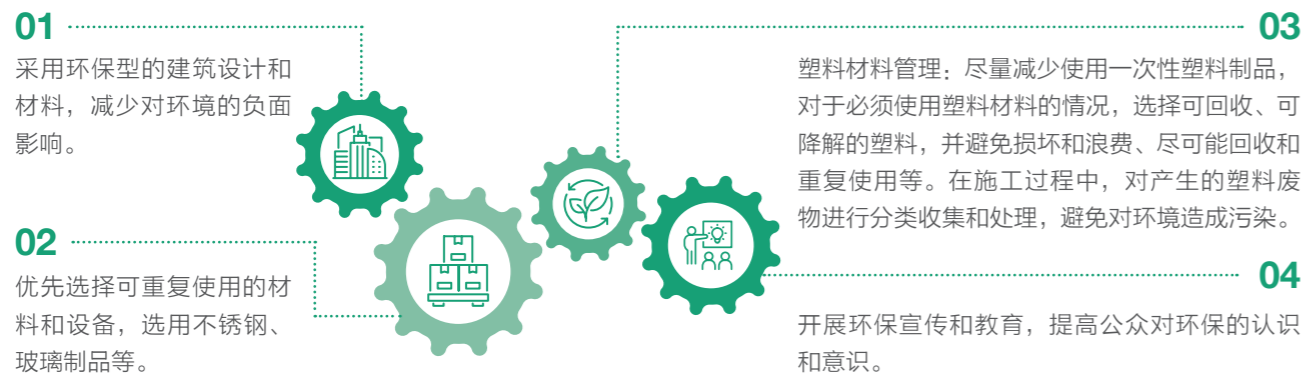 01
采用环保型的建筑设计和
材料，减少对环境的负面
影响。
02
优先选择可重复使用的材
料和设备，选用不锈钢、
玻璃制品等。
03
塑料材料管理：尽量减少使用一次性塑料制品，
对于必须使用塑料材料的情况，选择可回收、可
降解的塑料，并避免损坏和浪费、尽可能回收和
重复使用等。在施工过程中，对产生的塑料废
物进行分类收集和处理，避免对环境造成污染。
04
开展环保宣传和教育，提高公众对环保的认识
和意识。